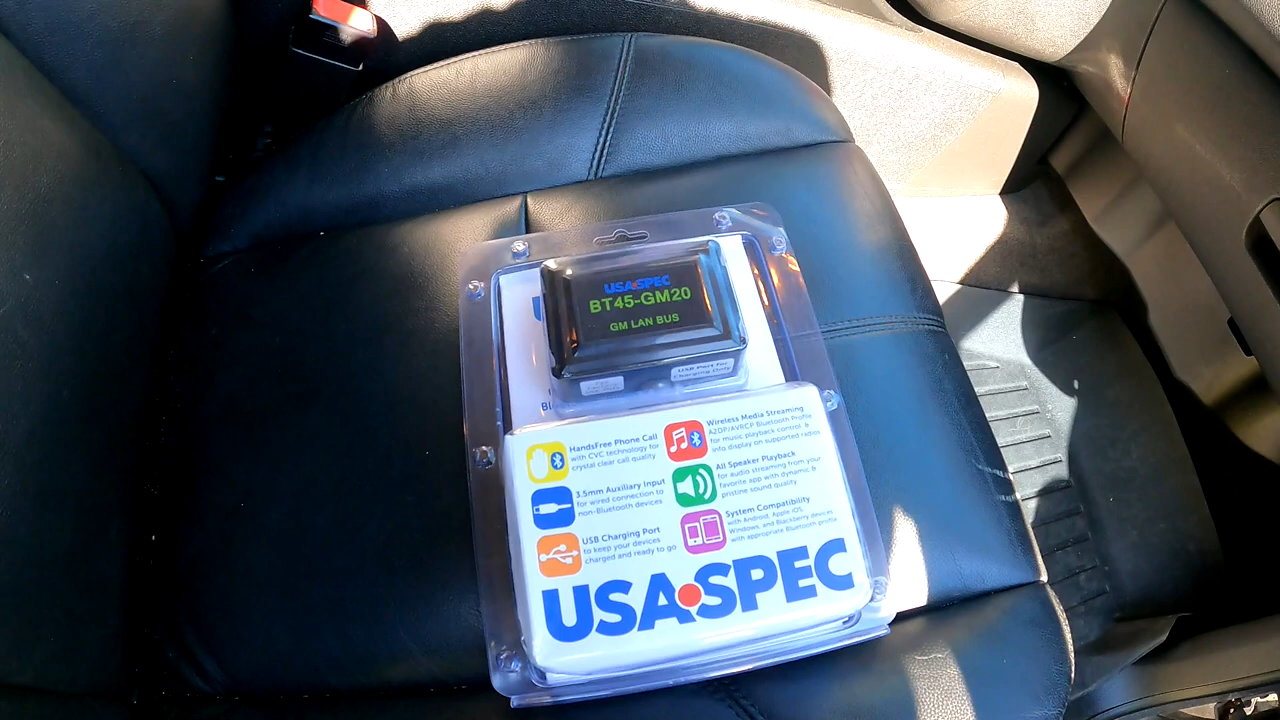 USA SPEC
BT45-GM20
GM LAN BUS
USB Port for
Charging Only
HandsFree Phone Call
with CVC technology for
crystal clear call quality
3.5mm Auxiliary Input
for wired connection to
non-Bluetooth devices
USB Charging Port
to keep your devices
charged and ready to go
Wireless Media Streaming
A2DP/AVRCP Bluetooth Profile
for music playback control &
info display on supported radios
All Speaker Playback
for audio streaming from your
favorite app with dynamic &
pristine sound quality
System Compatibility
with Android, Apple iOS,
Windows, and Blackberry devices
with appropriate Bluetooth profile
USA SPEC